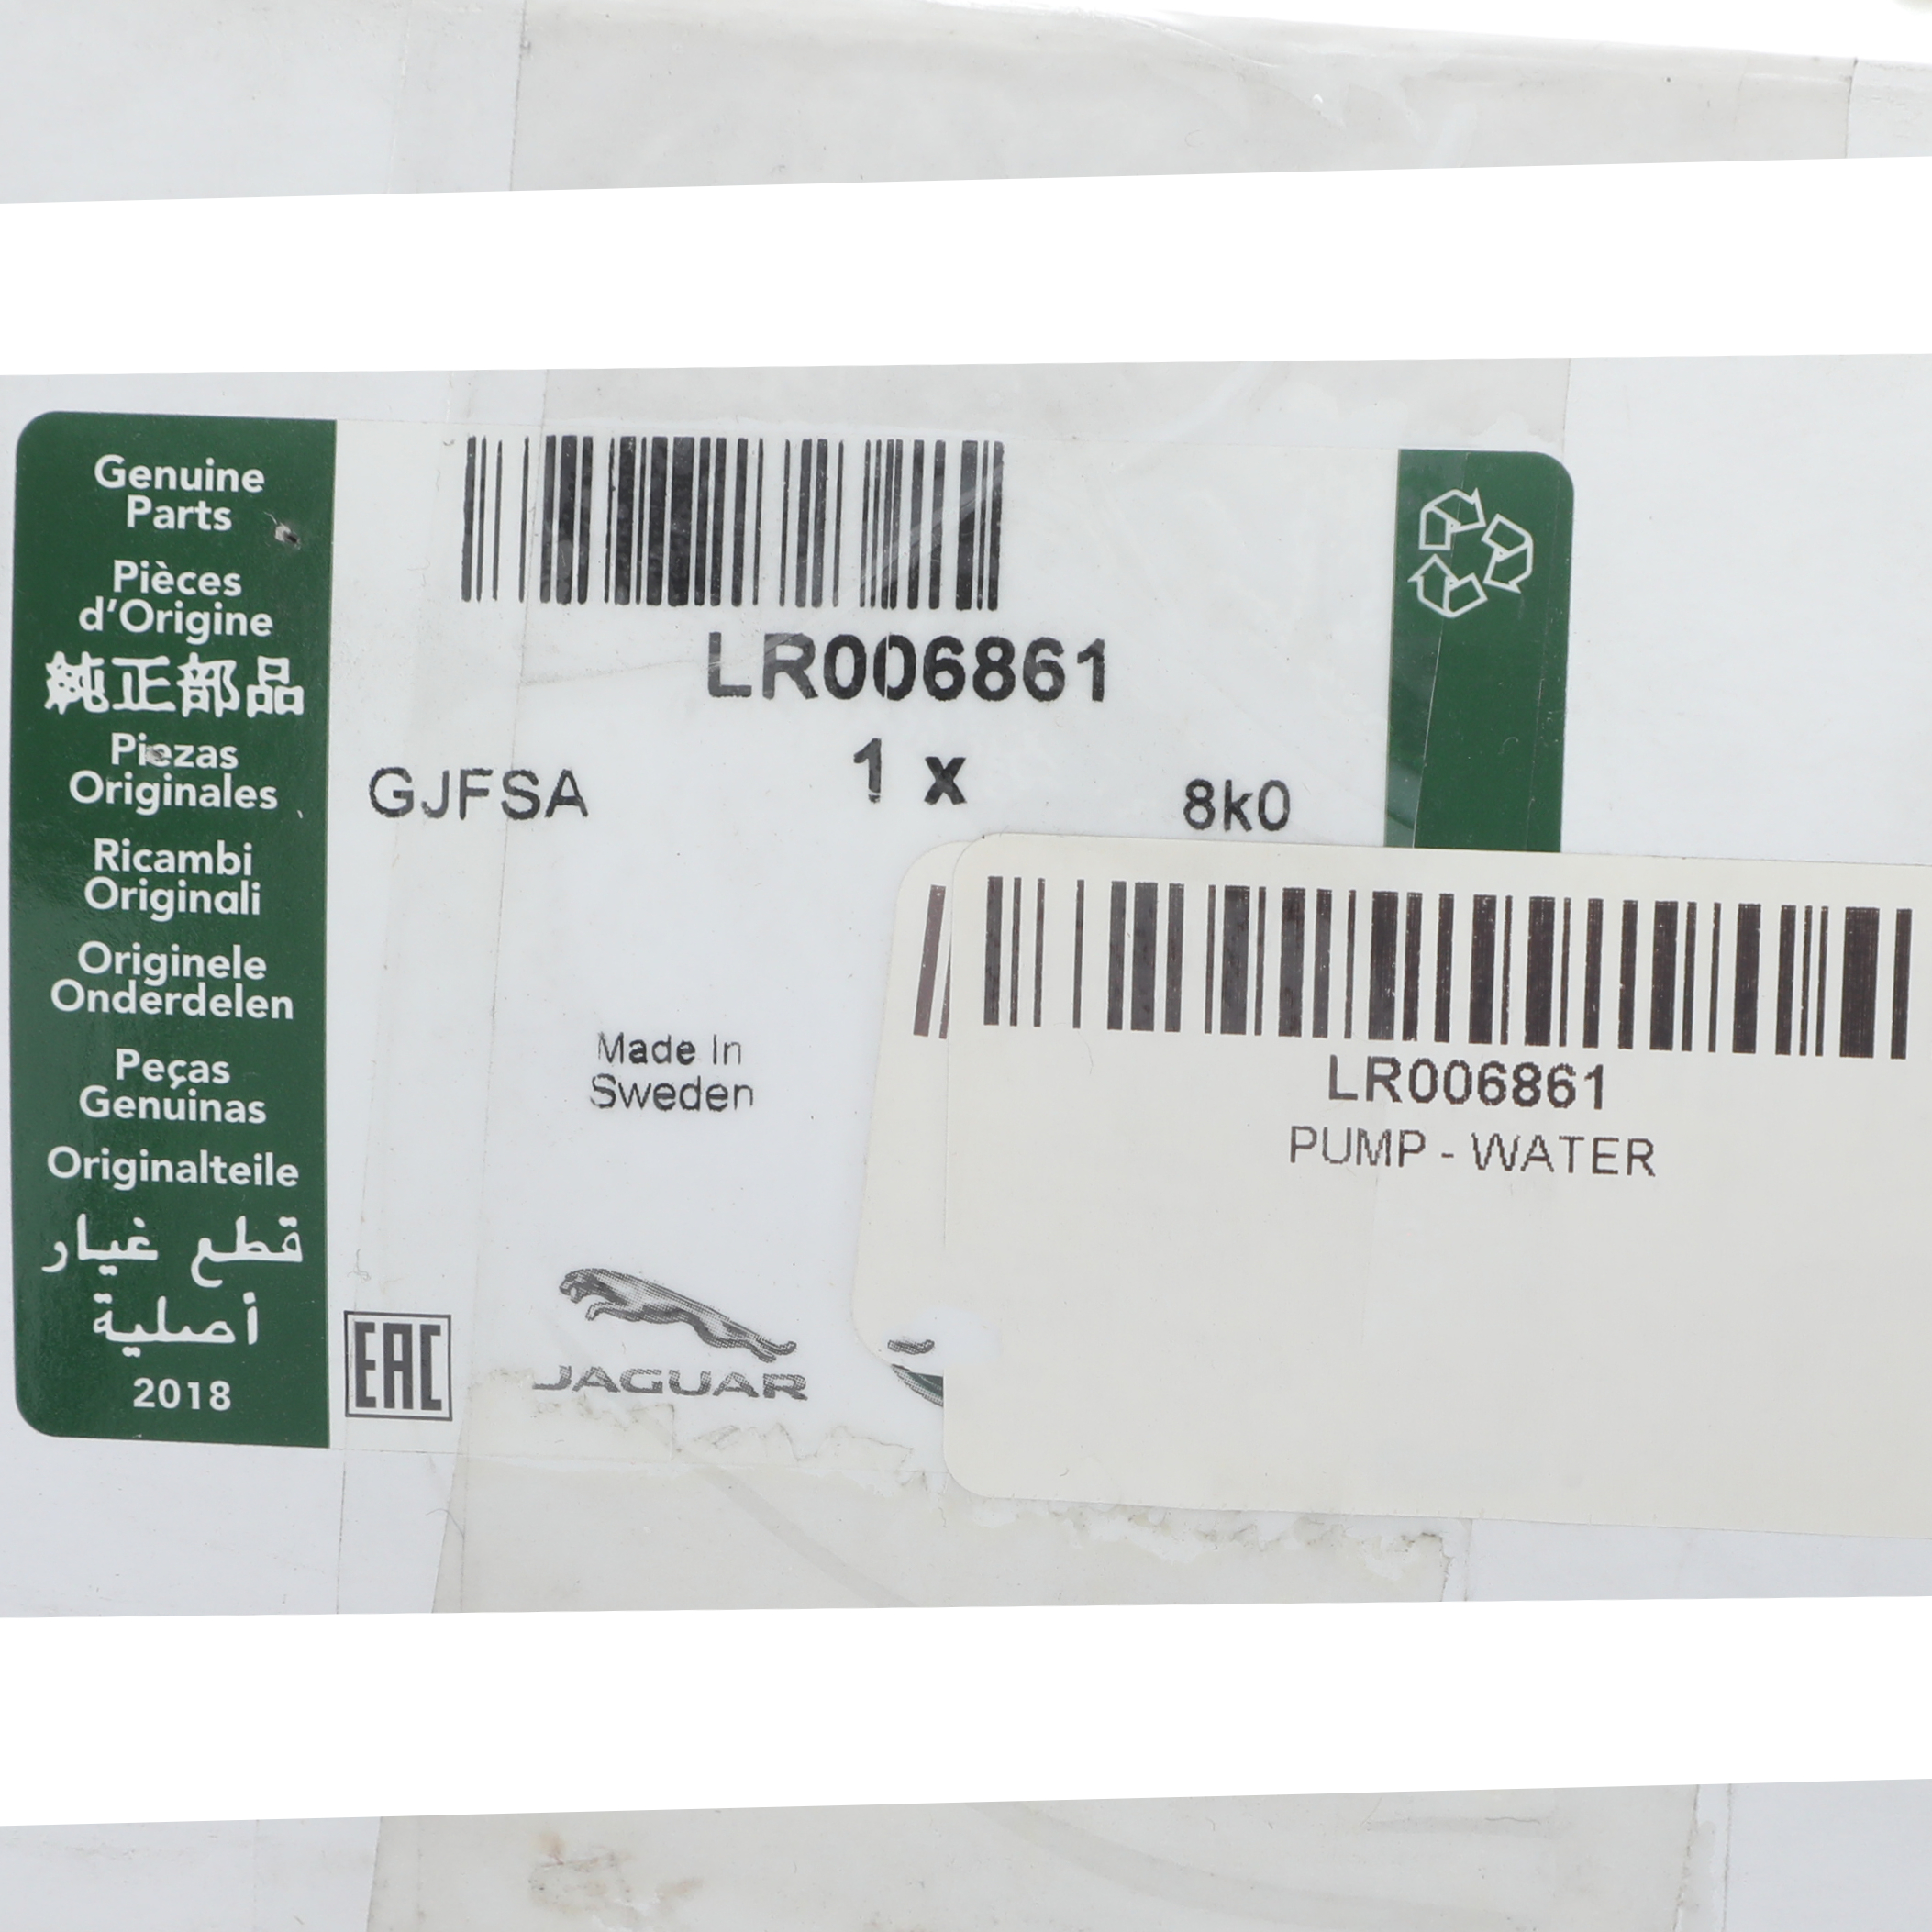 Genuine
Parts
Pièces
d'Origine
純正部品
Piezas
Originales
Ricambi
Originali
Originele
Onderdelen
Peças
Genuinas
Originalteile
قطع غيار
أصلية
2018
LR006861
1 x
GJFSA
8k0
Made In
Sweden
EAC
JAGUAR
LR006861
PUMP - WATER